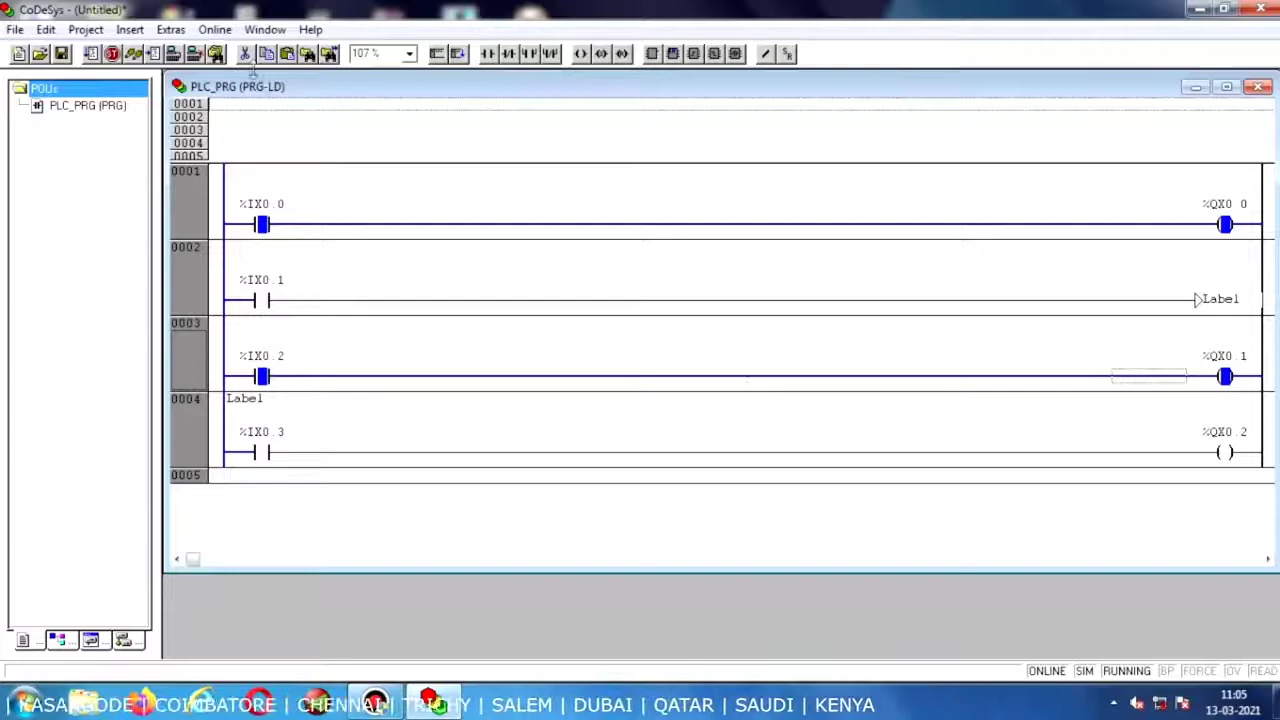 CoDeSys - (Untitled)*
File Edit Project Insert Extras Online Window Help
107 %
POUs
PLC_PRG (PRG)
PLC_PRG (PRG-LD)
0001
0002
0003
0004
0005
0001
%IX0.0 %QX0 0
0002
%IX0.1
Label
0003
%IX0.2 %QX0.1
0004 Label
%IX0.3 %QX0.2
0005
ONLINE SIM RUNNING BP FORCE OV READ
| KASARGODE | COIMBATORE | CHENNAI | TRICHY | SALEM | DUBAI | QATAR | SAUDI | KENYA
11:05
13-03-2021